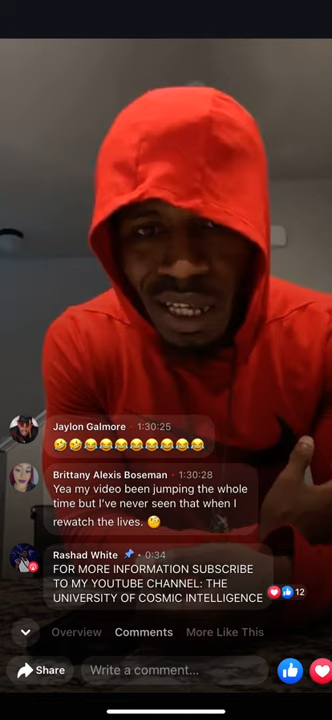 Jaylon Galmore · 1:30:25
🤣🤣😂😂😂😂😂😂😂😂
Brittany Alexis Boseman · 1:30:28
Yea my video been jumping the whole
time but I've never seen that when I
rewatch the lives. 🤔
Rashad White 📌 · 0:34
FOR MORE INFORMATION SUBSCRIBE
TO MY YOUTUBE CHANNEL: THE
UNIVERSITY OF COSMIC INTELLIGENCE
12
Overview Comments More Like This
Share Write a comment...